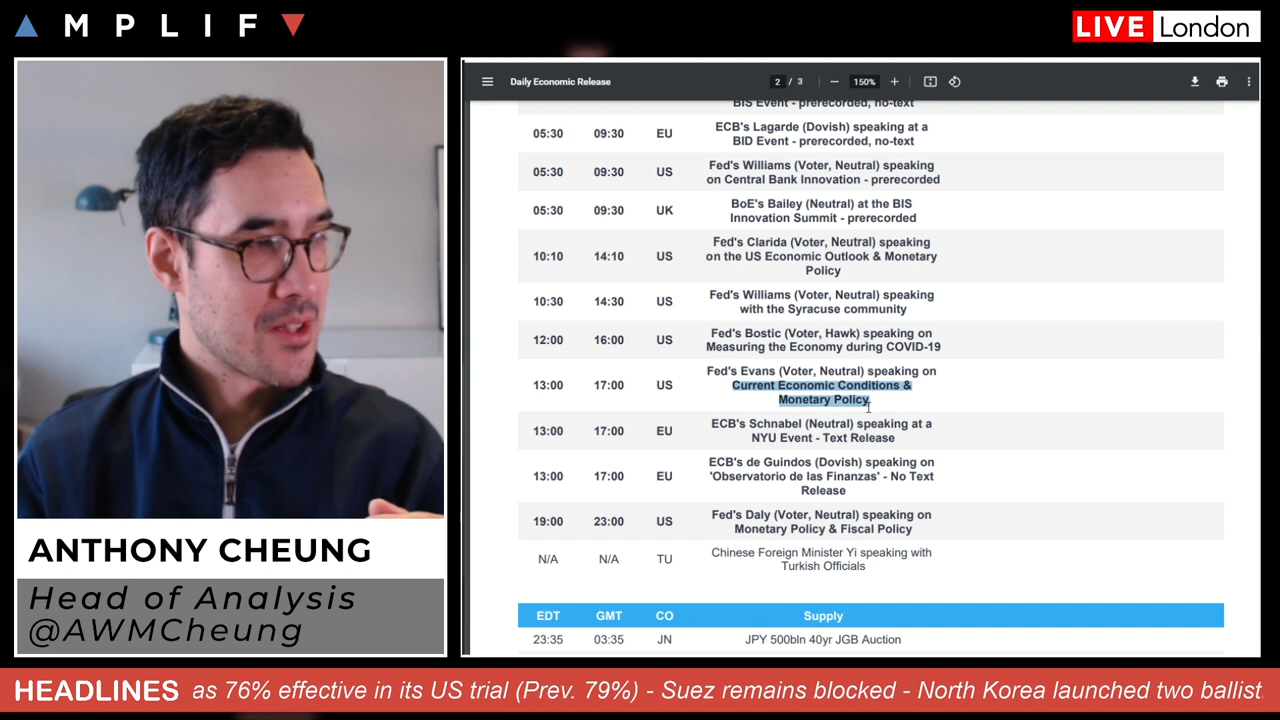 AMPLIFY
LIVE London
Daily Economic Release
2 / 3
150%
BIS Event - prerecorded, no-text
05:30 09:30 EU ECB's Lagarde (Dovish) speaking at a
BID Event - prerecorded, no-text
05:30 09:30 US Fed's Williams (Voter, Neutral) speaking
on Central Bank Innovation - prerecorded
05:30 09:30 UK BoE's Bailey (Neutral) at the BIS
Innovation Summit - prerecorded
10:10 14:10 US Fed's Clarida (Voter, Neutral) speaking
on the US Economic Outlook & Monetary
Policy
10:30 14:30 US Fed's Williams (Voter, Neutral) speaking
with the Syracuse community
12:00 16:00 US Fed's Bostic (Voter, Hawk) speaking on
Measuring the Economy during COVID-19
13:00 17:00 US Fed's Evans (Voter, Neutral) speaking on
Current Economic Conditions &
Monetary Policy
13:00 17:00 EU ECB's Schnabel (Neutral) speaking at a
NYU Event - Text Release
13:00 17:00 EU ECB's de Guindos (Dovish) speaking on
'Observatorio de las Finanzas' - No Text
Release
19:00 23:00 US Fed's Daly (Voter, Neutral) speaking on
Monetary Policy & Fiscal Policy
N/A N/A TU Chinese Foreign Minister Yi speaking with
Turkish Officials
EDT GMT CO Supply
23:35 03:35 JN JPY 500bln 40yr JGB Auction
ANTHONY CHEUNG
Head of Analysis
@AWMCheung
HEADLINES as 76% effective in its US trial (Prev. 79%) - Suez remains blocked - North Korea launched two ballist